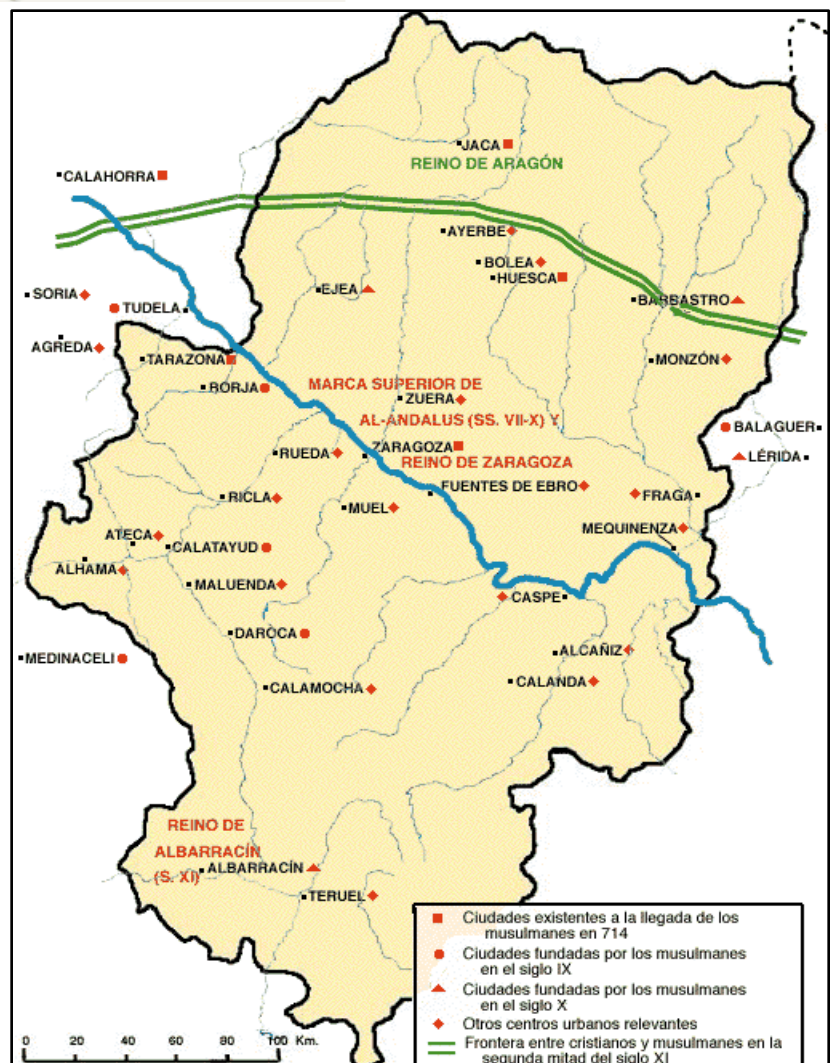 JACA
REINO DE ARAGÓN
CALAHORRA
AYERBE
BOLEA
HUESCA
SORIA
EJEA
BARBASTRO
TUDELA
AGREDA
TARAZONA
MONZÓN
BORJA
MARCA SUPERIOR DE
ZUERA
AL-ANDALUS (SS. VII-X) Y
BALAGUER
ZARAGOZA
RUEDA
REINO DE ZARAGOZA
LÉRIDA
FUENTES DE EBRO
RICLA
FRAGA
MUEL
MEQUINENZA
ATECA
CALATAYUD
ALHAMA
MALUENDA
CASPE
DAROCA
ALCAÑIZ
MEDINACELI
CALANDA
CALAMOCHA
REINO DE
ALBARRACÍN
(S. XI)
ALBARRACÍN
TERUEL
Ciudades existentes a la llegada de los
musulmanes en 714
Ciudades fundadas por los musulmanes
en el siglo IX
Ciudades fundadas por los musulmanes
en el siglo X
Otros centros urbanos relevantes
Frontera entre cristianos y musulmanes en la
segunda mitad del siglo XI
0 20 40 60 80 100 Km.